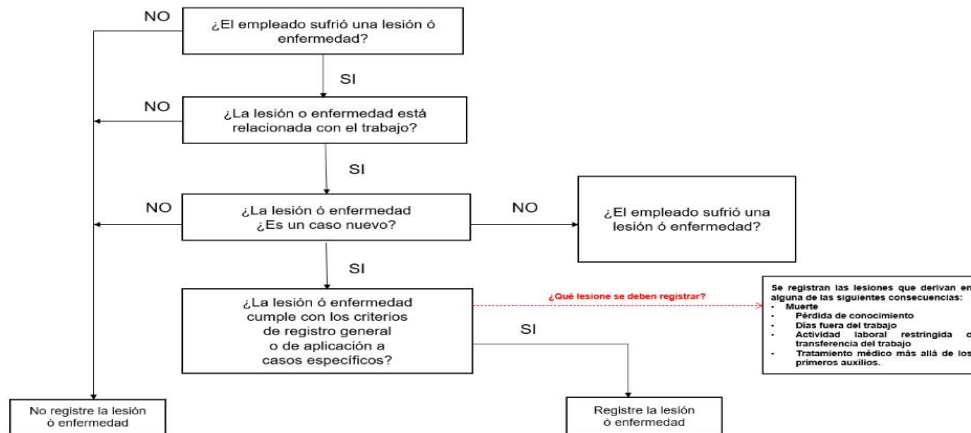 NO
¿El empleado sufrió una lesión ó
enfermedad?
SI
NO
¿La lesión o enfermedad está
relacionada con el trabajo?
SI
NO
¿La lesión ó enfermedad
¿Es un caso nuevo?
NO
¿El empleado sufrió una
lesión ó enfermedad?
SI
¿La lesión ó enfermedad
cumple con los criterios
de registro general
o de aplicación a
casos específicos?
¿Qué lesione se deben registrar?
Se registran las lesiones que derivan en
alguna de las siguientes consecuencias:
• Muerte
• Pérdida de conocimiento
• Días fuera del trabajo
• Actividad laboral restringida o
transferencia del trabajo
• Tratamiento médico más allá de los
primeros auxilios.
SI
No registre la lesión
ó enfermedad
Registre la lesión
ó enfermedad